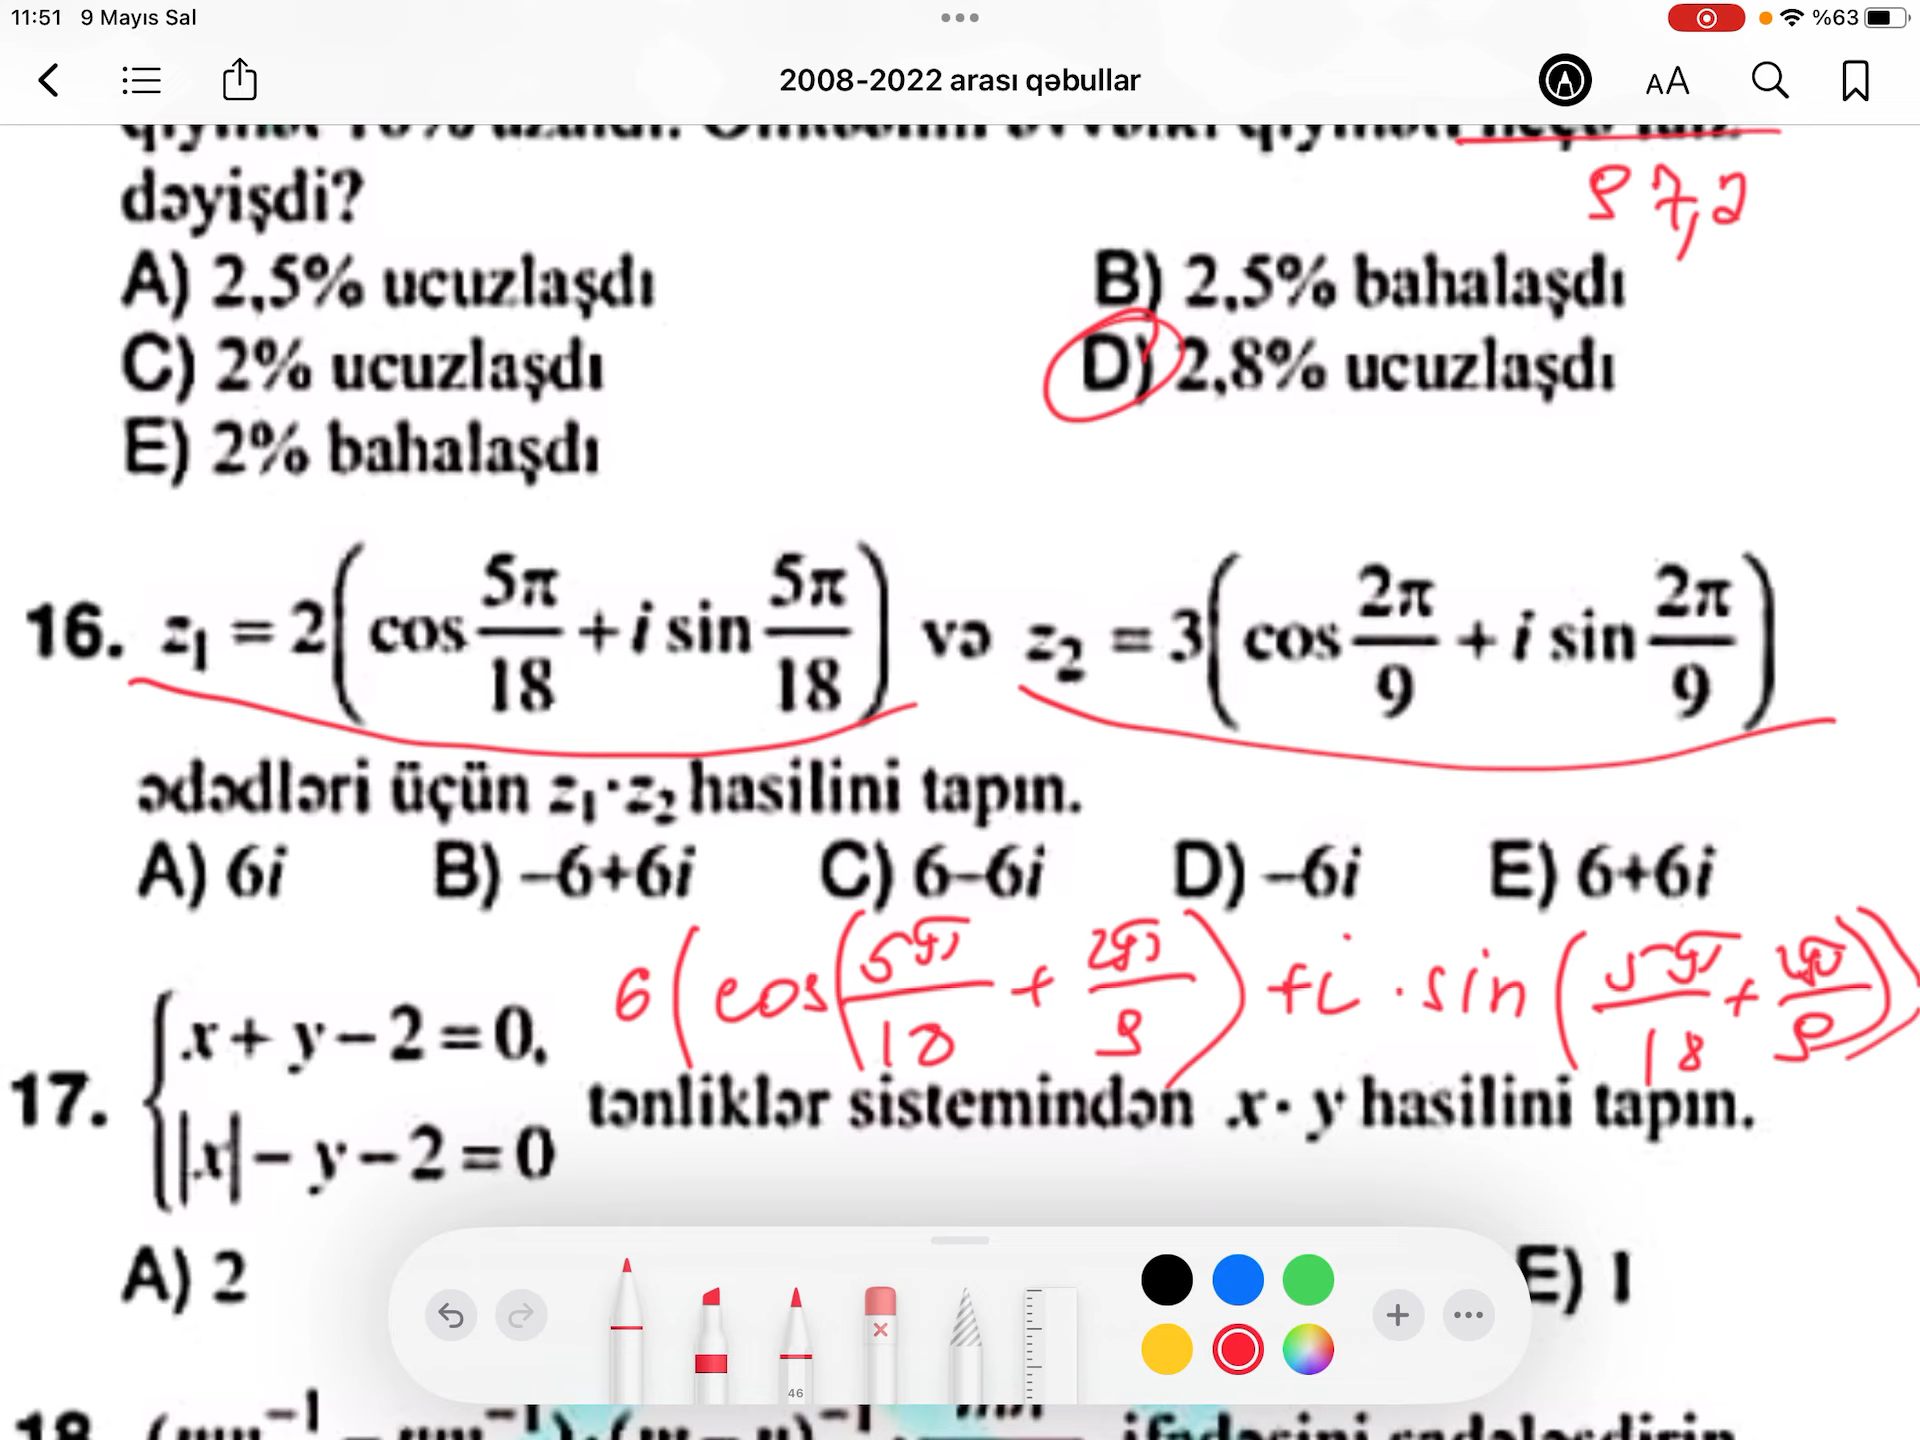 11:51 9 Mayıs Sal %63
2008-2022 arası qəbullar
dəyişdi?
97,2
A) 2,5% ucuzlaşdı B) 2,5% bahalaşdı
C) 2% ucuzlaşdı D) 2,8% ucuzlaşdı
E) 2% bahalaşdı
16. z₁ = 2(cos 5π/18 + i sin 5π/18) və z₂ = 3(cos 2π/9 + i sin 2π/9)
ədədləri üçün z₁·z₂ hasilini tapın.
A) 6i B) –6+6i C) 6–6i D) –6i E) 6+6i
6(cos(5π/18 + 2π/9) + i · sin(5π/18 + 2π/9))
17. {x + y – 2 = 0, |x| – y – 2 = 0 tənliklər sistemindən x · y hasilini tapın.
A) 2 E) 1
46
18.